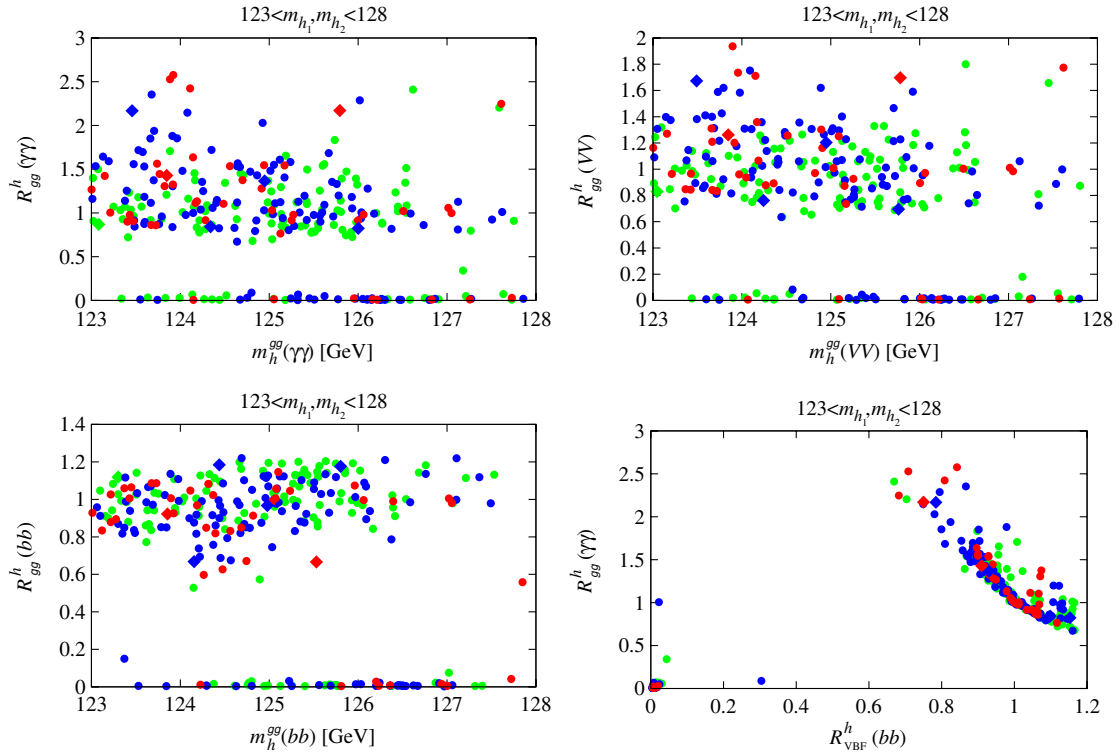 123<m_{h_1},m_{h_2}<128
3
2.5
2
1.5
1
0.5
0
R^h_{gg}(γγ)
123 124 125 126 127 128
m_h^{gg}(γγ) [GeV]
123<m_{h_1},m_{h_2}<128
2
1.8
1.6
1.4
1.2
1
0.8
0.6
0.4
0.2
0
R^h_{gg}(VV)
123 124 125 126 127 128
m_h^{gg}(VV) [GeV]
123<m_{h_1},m_{h_2}<128
1.4
1.2
1
0.8
0.6
0.4
0.2
0
R^h_{gg}(bb)
123 124 125 126 127 128
m_h^{gg}(bb) [GeV]
123<m_{h_1},m_{h_2}<128
3
2.5
2
1.5
1
0.5
0
R^h_{gg}(γγ)
0 0.2 0.4 0.6 0.8 1 1.2
R^h_{VBF}(bb)